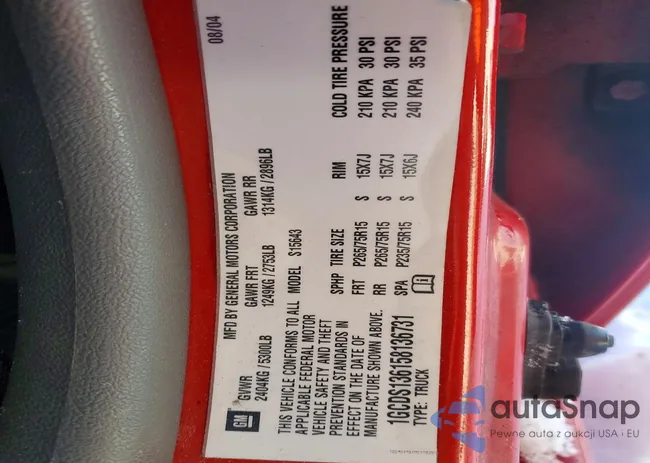 MFD BY GENERAL MOTORS CORPORATION 08/04
GM
GVWR GAWR FRT GAWR RR
2404KG/5300LB 1249KG/2753LB 1314KG/2896LB
THIS VEHICLE CONFORMS TO ALL
APPLICABLE FEDERAL MOTOR
VEHICLE SAFETY AND THEFT
PREVENTION STANDARDS IN
EFFECT ON THE DATE OF
MANUFACTURE SHOWN ABOVE.
1GCDS136158136731
TYPE: TRUCK
MODEL S15643
SPHP TIRE SIZE RIM COLD TIRE PRESSURE
FRT P265/75R15 S 15X7J 210 KPA 30 PSI
RR P265/75R15 S 15X7J 210 KPA 30 PSI
SPA P235/75R15 S 15X6J 240 KPA 35 PSI
autaSnap
Pewne auta z aukcji USA i EU